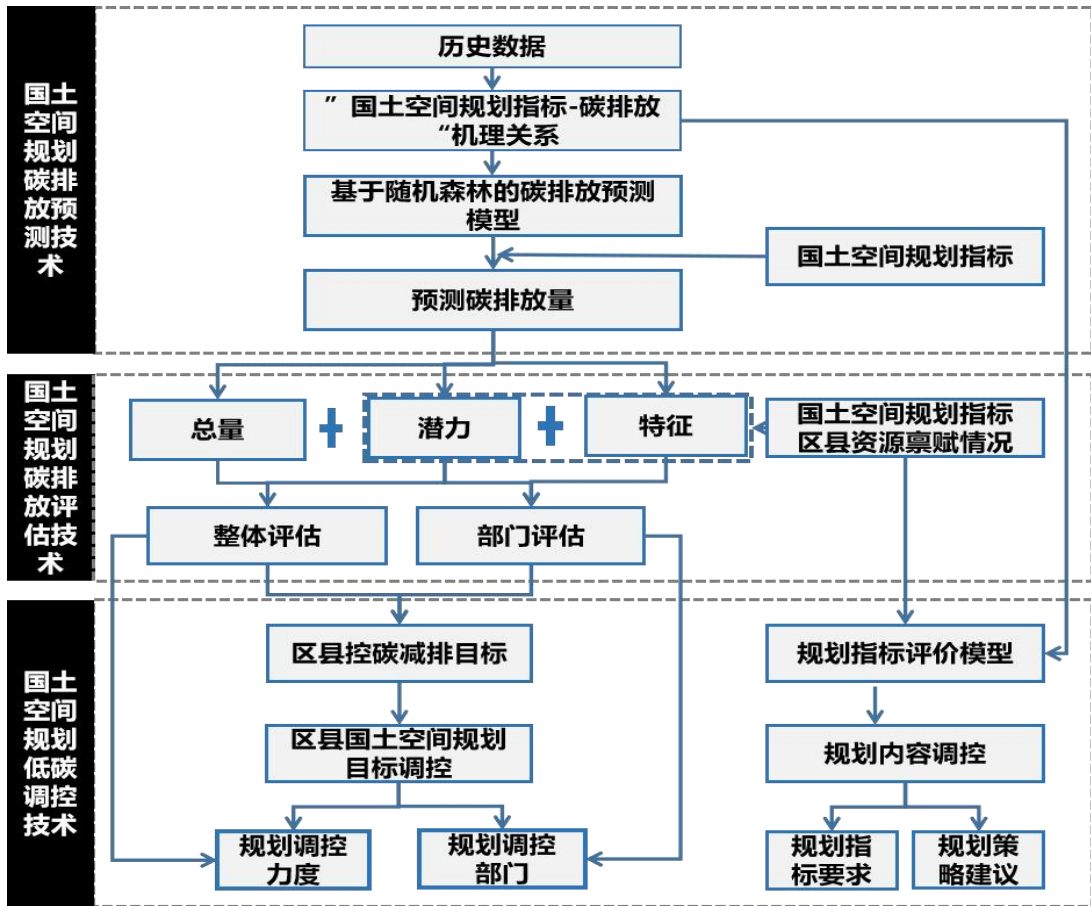 国土
空间
规划
碳排
放预
测技
术
历史数据
”国土空间规划指标-碳排放
“机理关系
基于随机森林的碳排放预测
模型
国土空间规划指标
预测碳排放量
国土
空间
规划
碳排
放评
估技
术
总量
潜力
特征
国土空间规划指标
区县资源禀赋情况
整体评估
部门评估
国土
空间
规划
低碳
调控
技术
区县控碳减排目标
规划指标评价模型
区县国土空间规划
目标调控
规划内容调控
规划调控
力度
规划调控
部门
规划指
标要求
规划策
略建议